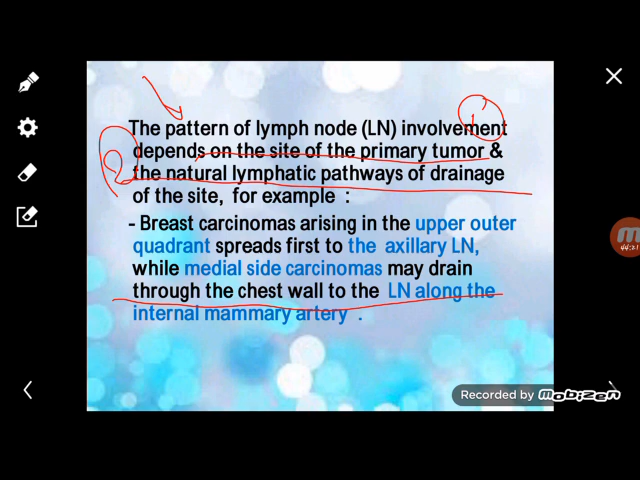 The pattern of lymph node (LN) involvement
depends on the site of the primary tumor &
the natural lymphatic pathways of drainage
of the site, for example :
- Breast carcinomas arising in the upper outer
quadrant spreads first to the axillary LN,
while medial side carcinomas may drain
through the chest wall to the LN along the
internal mammary artery .
Recorded by MOBIZEN